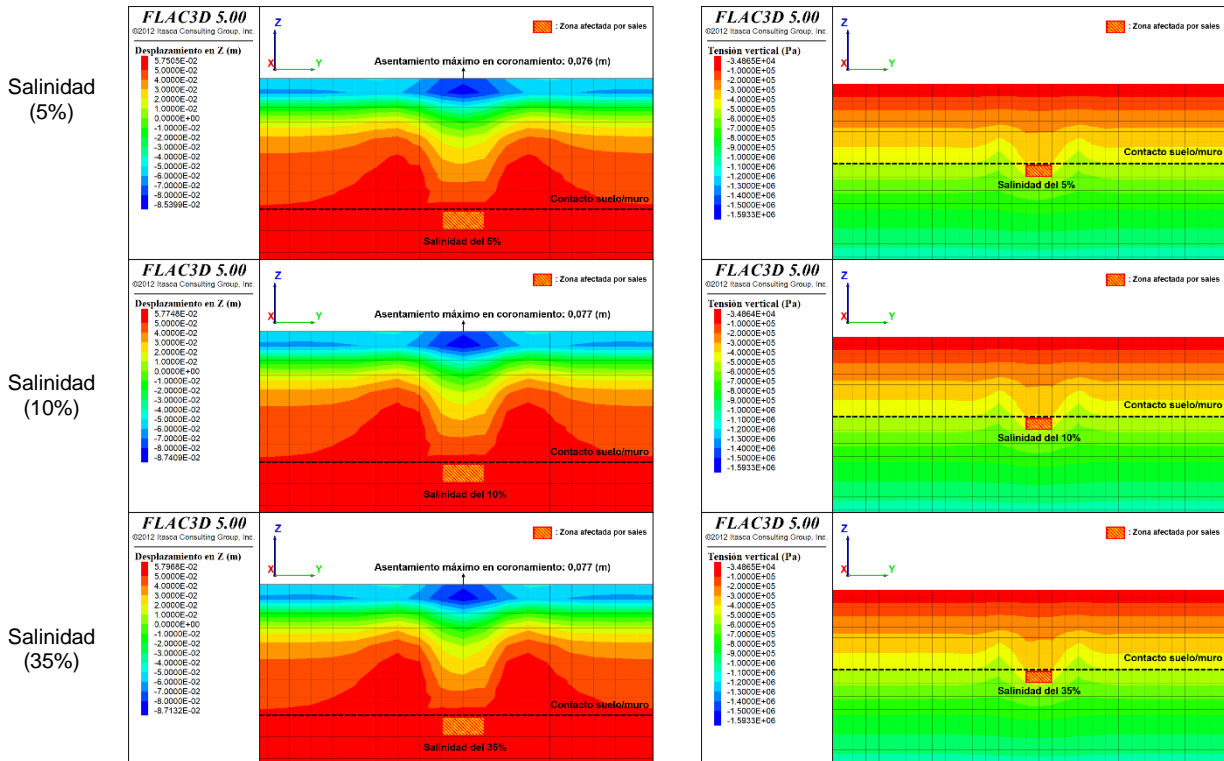 Salinidad
(5%)
FLAC3D 5.00
©2012 Itasca Consulting Group, Inc.
Desplazamiento en Z (m)
5.7505E-02
5.0000E-02
4.0000E-02
3.0000E-02
2.0000E-02
1.0000E-02
0.0000E+00
-1.0000E-02
-2.0000E-02
-3.0000E-02
-4.0000E-02
-5.0000E-02
-6.0000E-02
-7.0000E-02
-8.0000E-02
-8.5399E-02
Z
X
Y
: Zona afectada por sales
Asentamiento máximo en coronamiento: 0,076 (m)
Contacto suelo/muro
Salinidad del 5%
FLAC3D 5.00
©2012 Itasca Consulting Group, Inc.
Tensión vertical (Pa)
-3.4865E+04
-1.0000E+05
-2.0000E+05
-3.0000E+05
-4.0000E+05
-5.0000E+05
-6.0000E+05
-7.0000E+05
-8.0000E+05
-9.0000E+05
-1.0000E+06
-1.1000E+06
-1.2000E+06
-1.3000E+06
-1.4000E+06
-1.5000E+06
-1.5933E+06
Z
X
Y
: Zona afectada por sales
Contacto suelo/muro
Salinidad del 5%
Salinidad
(10%)
FLAC3D 5.00
©2012 Itasca Consulting Group, Inc.
Desplazamiento en Z (m)
5.7748E-02
5.0000E-02
4.0000E-02
3.0000E-02
2.0000E-02
1.0000E-02
0.0000E+00
-1.0000E-02
-2.0000E-02
-3.0000E-02
-4.0000E-02
-5.0000E-02
-6.0000E-02
-7.0000E-02
-8.0000E-02
-8.7409E-02
Z
X
Y
: Zona afectada por sales
Asentamiento máximo en coronamiento: 0,077 (m)
Contacto suelo/muro
Salinidad del 10%
FLAC3D 5.00
©2012 Itasca Consulting Group, Inc.
Tensión vertical (Pa)
-3.4864E+04
-1.0000E+05
-2.0000E+05
-3.0000E+05
-4.0000E+05
-5.0000E+05
-6.0000E+05
-7.0000E+05
-8.0000E+05
-9.0000E+05
-1.0000E+06
-1.1000E+06
-1.2000E+06
-1.3000E+06
-1.4000E+06
-1.5000E+06
-1.5933E+06
Z
X
Y
: Zona afectada por sales
Contacto suelo/muro
Salinidad del 10%
Salinidad
(35%)
FLAC3D 5.00
©2012 Itasca Consulting Group, Inc.
Desplazamiento en Z (m)
5.7968E-02
5.0000E-02
4.0000E-02
3.0000E-02
2.0000E-02
1.0000E-02
0.0000E+00
-1.0000E-02
-2.0000E-02
-3.0000E-02
-4.0000E-02
-5.0000E-02
-6.0000E-02
-7.0000E-02
-8.0000E-02
-8.7132E-02
Z
X
Y
: Zona afectada por sales
Asentamiento máximo en coronamiento: 0,077 (m)
Contacto suelo/muro
Salinidad del 35%
FLAC3D 5.00
©2012 Itasca Consulting Group, Inc.
Tensión vertical (Pa)
-3.4865E+04
-1.0000E+05
-2.0000E+05
-3.0000E+05
-4.0000E+05
-5.0000E+05
-6.0000E+05
-7.0000E+05
-8.0000E+05
-9.0000E+05
-1.0000E+06
-1.1000E+06
-1.2000E+06
-1.3000E+06
-1.4000E+06
-1.5000E+06
-1.5933E+06
Z
X
Y
: Zona afectada por sales
Contacto suelo/muro
Salinidad del 35%